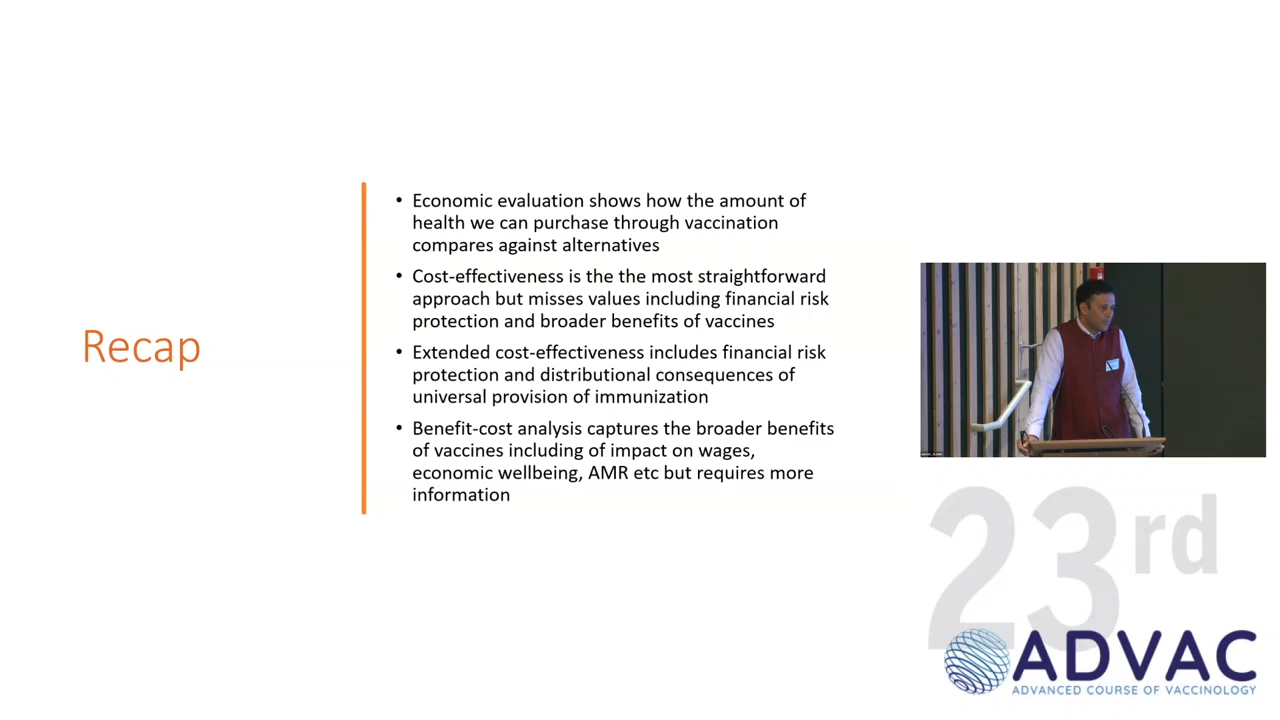 Recap
• Economic evaluation shows how the amount of
health we can purchase through vaccination
compares against alternatives
• Cost-effectiveness is the the most straightforward
approach but misses values including financial risk
protection and broader benefits of vaccines
• Extended cost-effectiveness includes financial risk
protection and distributional consequences of
universal provision of immunization
• Benefit-cost analysis captures the broader benefits
of vaccines including of impact on wages,
economic wellbeing, AMR etc but requires more
information
23rd
ADVAC
ADVANCED COURSE OF VACCINOLOGY